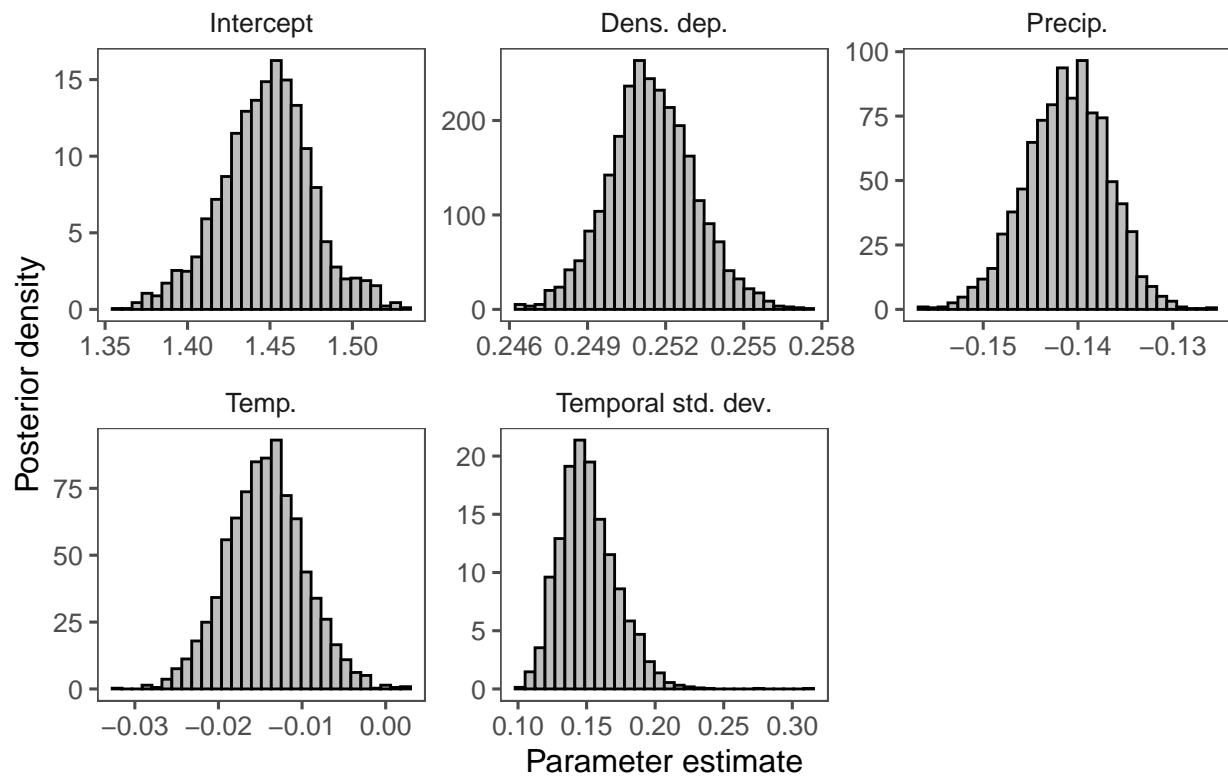 Intercept
Dens. dep.
Precip.
15
10
5
0
200
100
0
100
75
50
25
0
1.35 1.40 1.45 1.50
0.246 0.249 0.252 0.255 0.258
−0.15 −0.14 −0.13
Posterior density
Temp.
Temporal std. dev.
75
50
25
0
20
15
10
5
0
−0.03 −0.02 −0.01 0.00
0.10 0.15 0.20 0.25 0.30
Parameter estimate